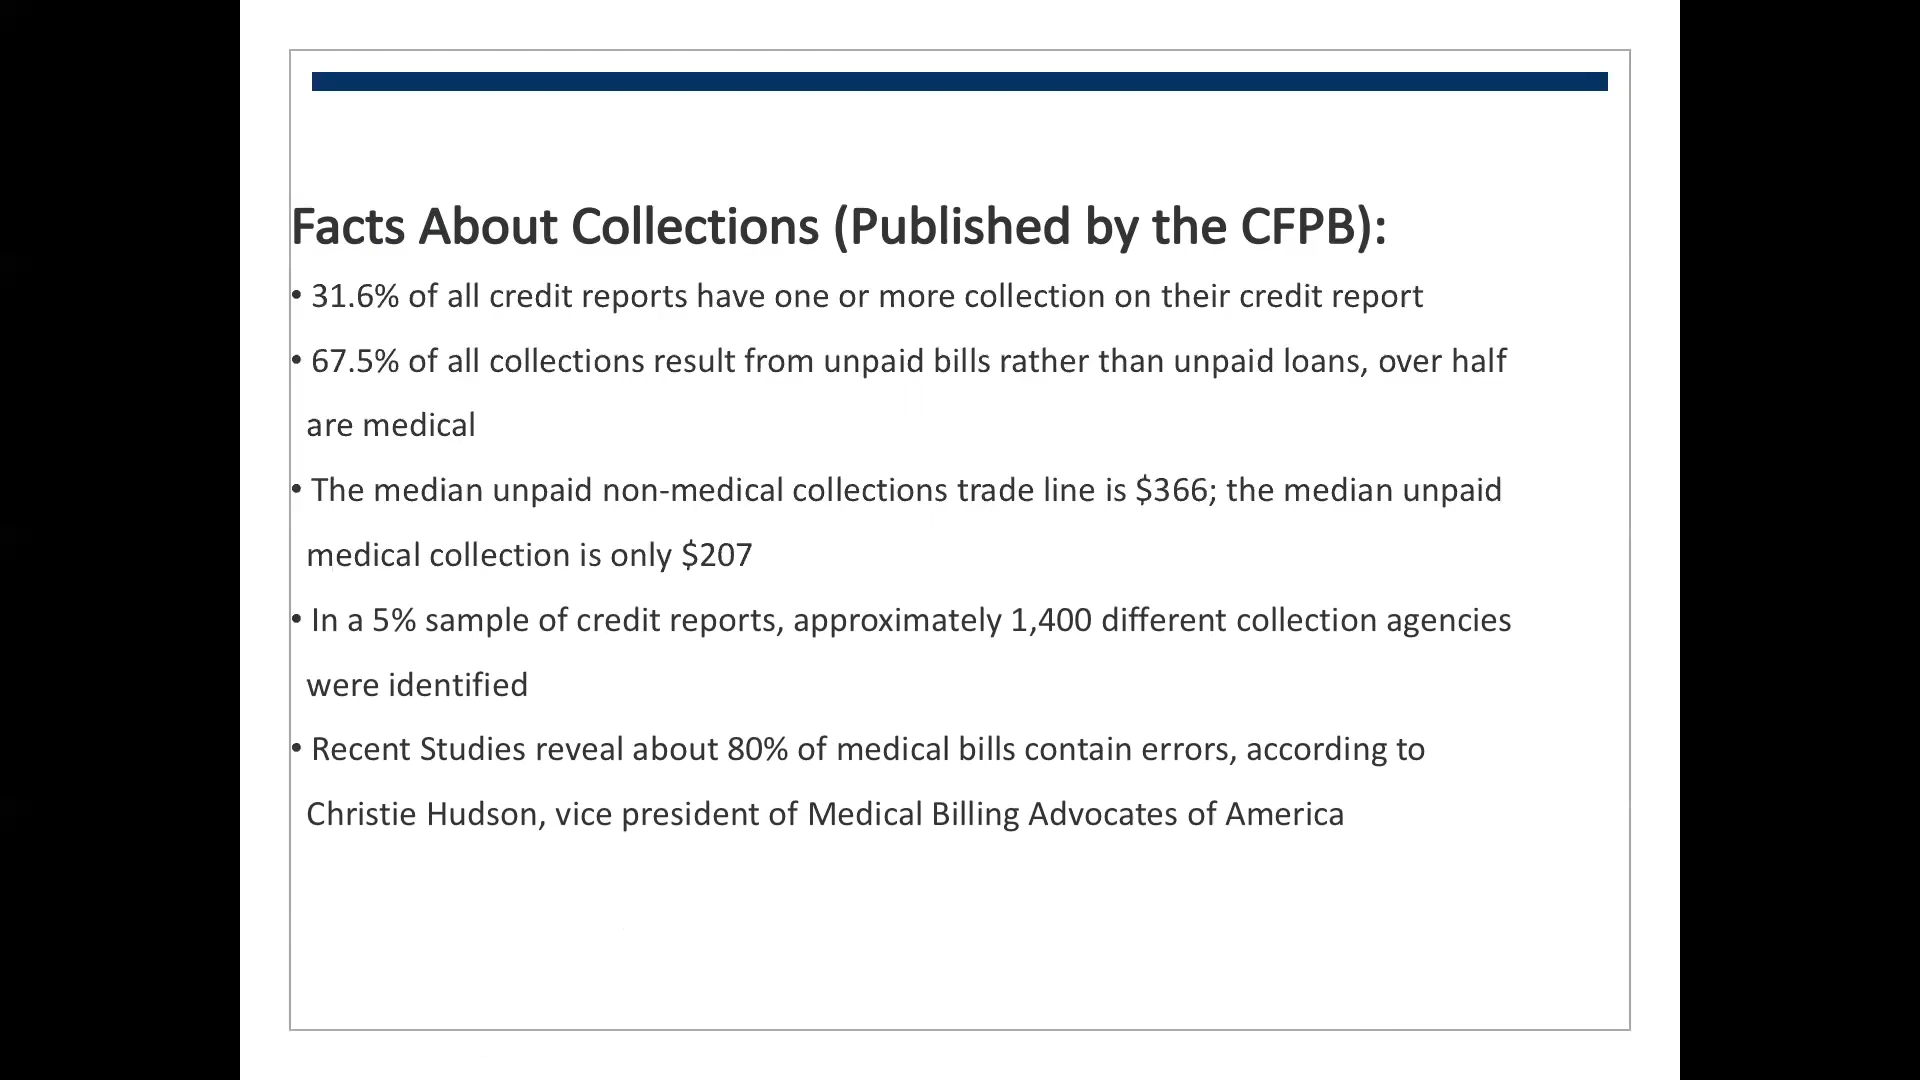 Facts About Collections (Published by the CFPB):
• 31.6% of all credit reports have one or more collection on their credit report
• 67.5% of all collections result from unpaid bills rather than unpaid loans, over half
are medical
• The median unpaid non-medical collections trade line is $366; the median unpaid
medical collection is only $207
• In a 5% sample of credit reports, approximately 1,400 different collection agencies
were identified
• Recent Studies reveal about 80% of medical bills contain errors, according to
Christie Hudson, vice president of Medical Billing Advocates of America